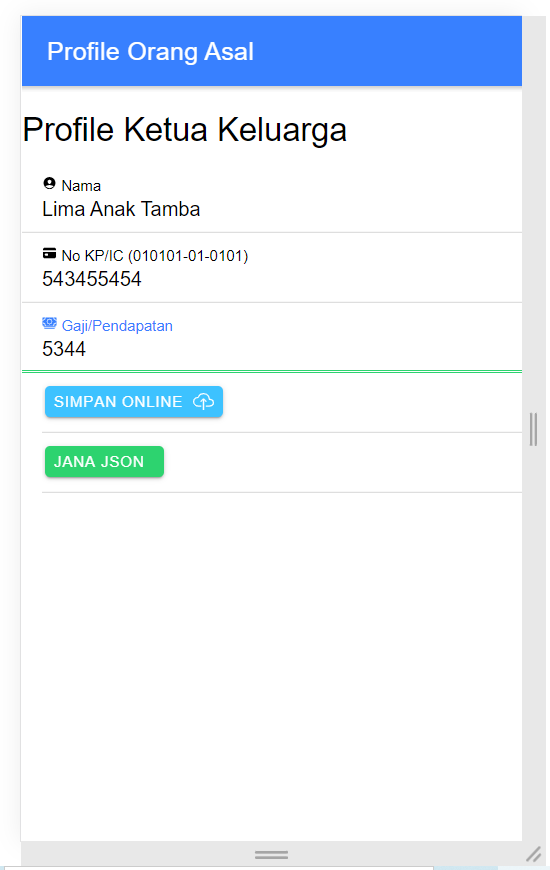 Profile Orang Asal
Profile Ketua Keluarga
Nama
Lima Anak Tamba
No KP/IC (010101-01-0101)
543455454
Gaji/Pendapatan
5344
SIMPAN ONLINE
JANA JSON